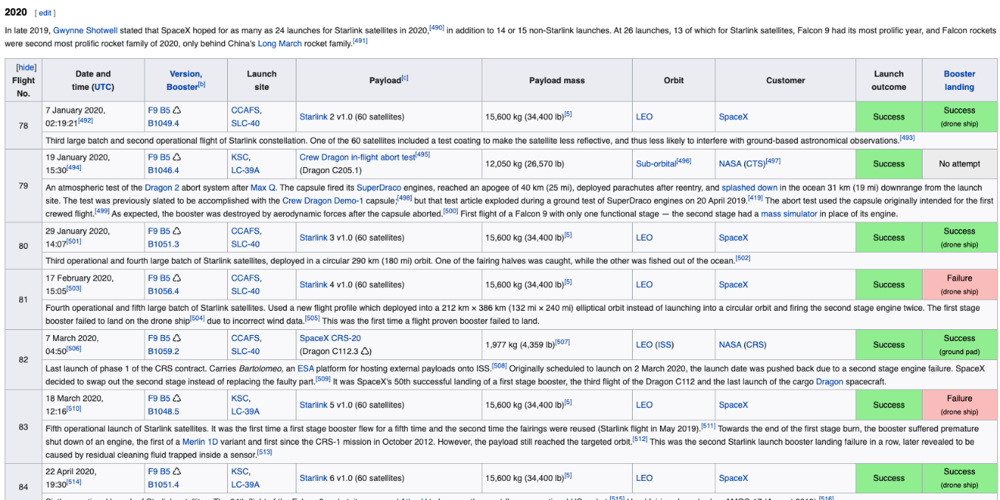 2020 [ edit ]
In late 2019, Gwynne Shotwell stated that SpaceX hoped for as many as 24 launches for Starlink satellites in 2020,[490] in addition to 14 or 15 non-Starlink launches. At 26 launches, 13 of which for Starlink satellites, Falcon 9 had its most prolific year, and Falcon rockets
were second most prolific rocket family of 2020, only behind China's Long March rocket family.[491]
[hide]
Flight
No.
Date and
time (UTC)
Version,
Booster[b]
Launch
site
Payload[c]
Payload mass
Orbit
Customer
Launch
outcome
Booster
landing
78
7 January 2020,
02:19:21[492]
F9 B5 ♺
B1049.4
CCAFS,
SLC-40
Starlink 2 v1.0 (60 satellites)
15,600 kg (34,400 lb)[5]
LEO
SpaceX
Success
Success
(drone ship)
Third large batch and second operational flight of Starlink constellation. One of the 60 satellites included a test coating to make the satellite less reflective, and thus less likely to interfere with ground-based astronomical observations.[493]
79
19 January 2020,
15:30[494]
F9 B5 ♺
B1046.4
KSC,
LC-39A
Crew Dragon in-flight abort test[495]
(Dragon C205.1)
12,050 kg (26,570 lb)
Sub-orbital[496]
NASA (CTS)[497]
Success
No attempt
An atmospheric test of the Dragon 2 abort system after Max Q. The capsule fired its SuperDraco engines, reached an apogee of 40 km (25 mi), deployed parachutes after reentry, and splashed down in the ocean 31 km (19 mi) downrange from the launch
site. The test was previously slated to be accomplished with the Crew Dragon Demo-1 capsule;[498] but that test article exploded during a ground test of SuperDraco engines on 20 April 2019.[419] The abort test used the capsule originally intended for the first
crewed flight.[499] As expected, the booster was destroyed by aerodynamic forces after the capsule aborted.[500] First flight of a Falcon 9 with only one functional stage — the second stage had a mass simulator in place of its engine.
80
29 January 2020,
14:07[501]
F9 B5 ♺
B1051.3
CCAFS,
SLC-40
Starlink 3 v1.0 (60 satellites)
15,600 kg (34,400 lb)[5]
LEO
SpaceX
Success
Success
(drone ship)
Third operational and fourth large batch of Starlink satellites, deployed in a circular 290 km (180 mi) orbit. One of the fairing halves was caught, while the other was fished out of the ocean.[502]
81
17 February 2020,
15:05[503]
F9 B5 ♺
B1056.4
CCAFS,
SLC-40
Starlink 4 v1.0 (60 satellites)
15,600 kg (34,400 lb)[5]
LEO
SpaceX
Success
Failure
(drone ship)
Fourth operational and fifth large batch of Starlink satellites. Used a new flight profile which deployed into a 212 km × 386 km (132 mi × 240 mi) elliptical orbit instead of launching into a circular orbit and firing the second stage engine twice. The first stage
booster failed to land on the drone ship[504] due to incorrect wind data.[505] This was the first time a flight proven booster failed to land.
82
7 March 2020,
04:50[506]
F9 B5 ♺
B1059.2
CCAFS,
SLC-40
SpaceX CRS-20
(Dragon C112.3 ♺)
1,977 kg (4,359 lb)[507]
LEO (ISS)
NASA (CRS)
Success
Success
(ground pad)
Last launch of phase 1 of the CRS contract. Carries Bartolomeo, an ESA platform for hosting external payloads onto ISS.[508] Originally scheduled to launch on 2 March 2020, the launch date was pushed back due to a second stage engine failure. SpaceX
decided to swap out the second stage instead of replacing the faulty part.[509] It was SpaceX's 50th successful landing of a first stage booster, the third flight of the Dragon C112 and the last launch of the cargo Dragon spacecraft.
83
18 March 2020,
12:16[510]
F9 B5 ♺
B1048.5
KSC,
LC-39A
Starlink 5 v1.0 (60 satellites)
15,600 kg (34,400 lb)[5]
LEO
SpaceX
Success
Failure
(drone ship)
Fifth operational launch of Starlink satellites. It was the first time a first stage booster flew for a fifth time and the second time the fairings were reused (Starlink flight in May 2019).[511] Towards the end of the first stage burn, the booster suffered premature
shut down of an engine, the first of a Merlin 1D variant and first since the CRS-1 mission in October 2012. However, the payload still reached the targeted orbit.[512] This was the second Starlink launch booster landing failure in a row, later revealed to be
caused by residual cleaning fluid trapped inside a sensor.[513]
84
22 April 2020,
19:30[514]
F9 B5 ♺
B1051.4
KSC,
LC-39A
Starlink 6 v1.0 (60 satellites)
15,600 kg (34,400 lb)[5]
LEO
SpaceX
Success
Success
(drone ship)